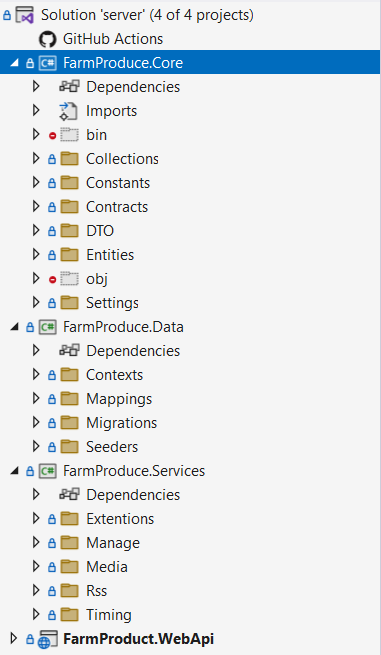 Solution 'server' (4 of 4 projects)
GitHub Actions
C# FarmProduce.Core
Dependencies
Imports
bin
Collections
Constants
Contracts
DTO
Entities
obj
Settings
C# FarmProduce.Data
Dependencies
Contexts
Mappings
Migrations
Seeders
C# FarmProduce.Services
Dependencies
Extentions
Manage
Media
Rss
Timing
FarmProduct.WebApi